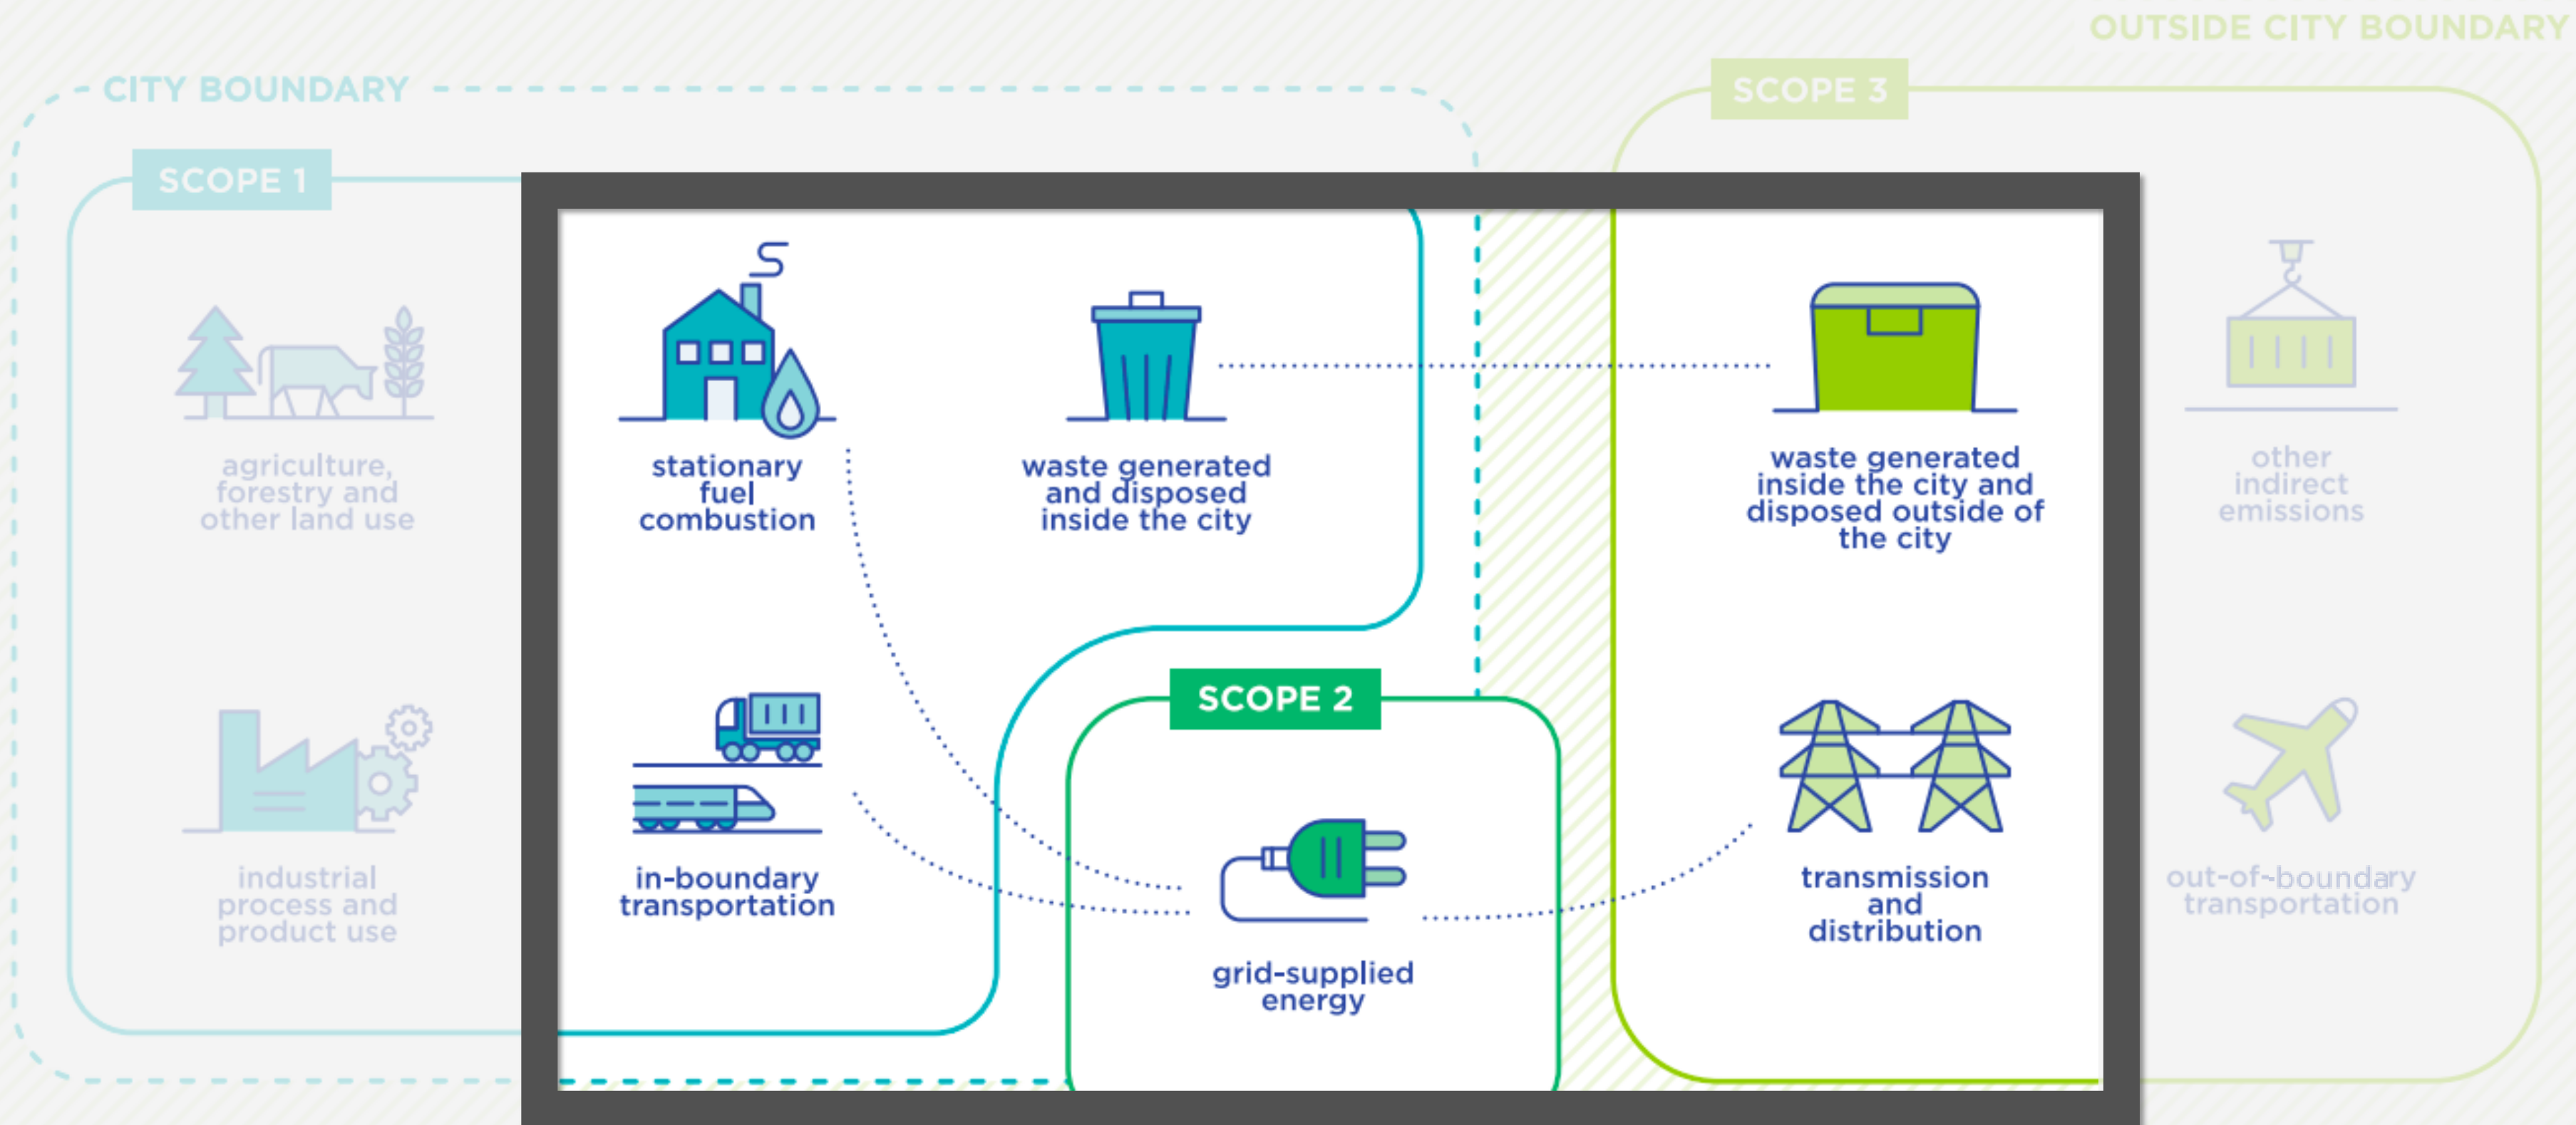 OUTSIDE CITY BOUNDARY
CITY BOUNDARY
SCOPE 3
SCOPE 1
agriculture,
forestry and
other land use
stationary
fuel
combustion
waste generated
and disposed
inside the city
waste generated
inside the city and
disposed outside of
the city
other
indirect
emissions
SCOPE 2
industrial
process and
product use
in-boundary
transportation
grid-supplied
energy
transmission
and
distribution
out-of-boundary
transportation